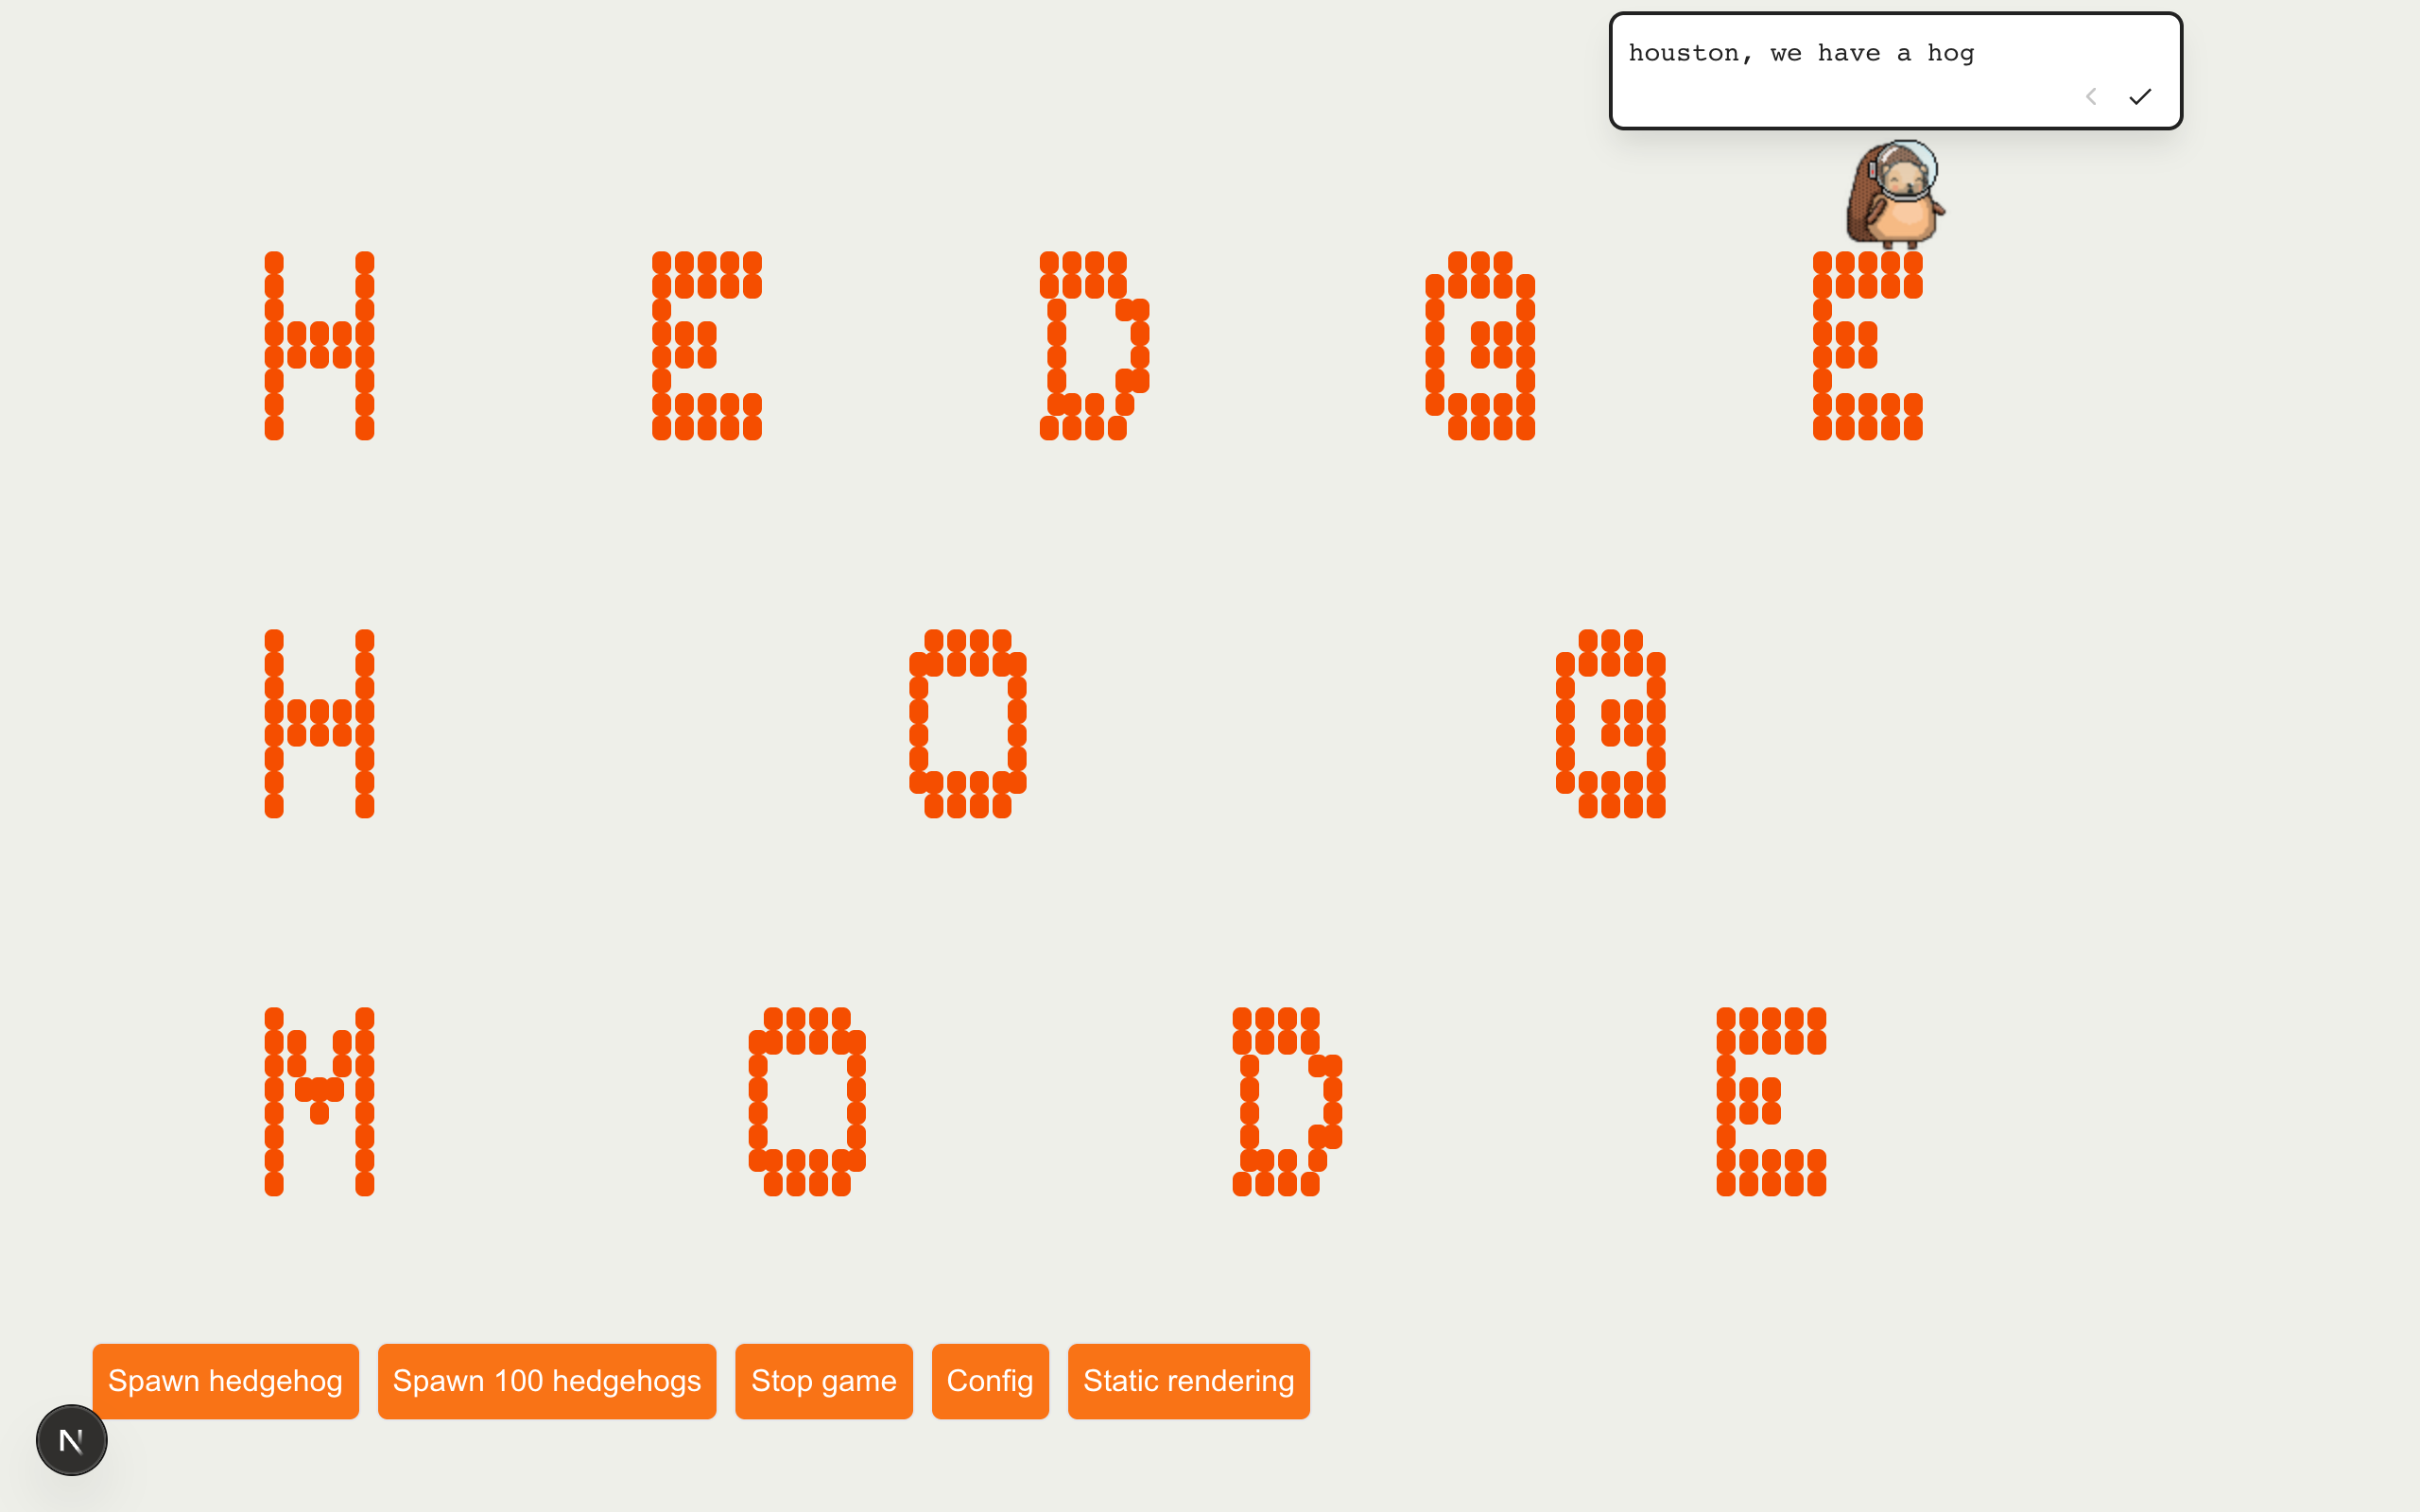 houston, we have a hog
HEDGE
HOG
MODE
Spawn hedgehog
Spawn 100 hedgehogs
Stop game
Config
Static rendering
N